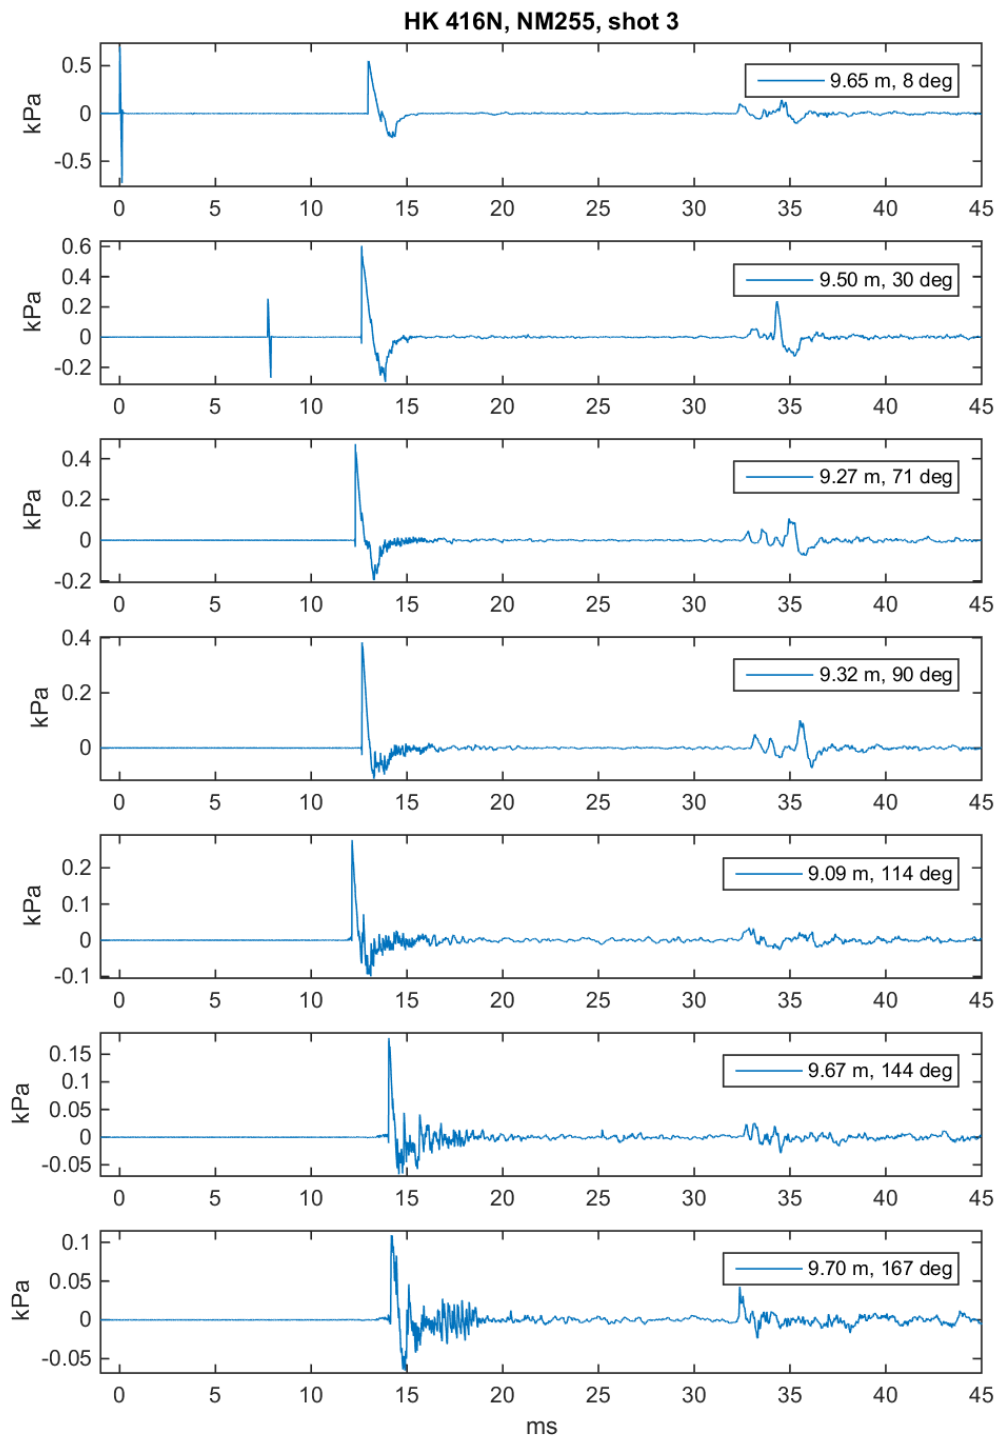 HK 416N, NM255, shot 3
kPa
0.5
0
-0.5
9.65 m, 8 deg
0 5 10 15 20 25 30 35 40 45
kPa
0.6
0.4
0.2
0
-0.2
9.50 m, 30 deg
0 5 10 15 20 25 30 35 40 45
kPa
0.4
0.2
0
-0.2
9.27 m, 71 deg
0 5 10 15 20 25 30 35 40 45
kPa
0.4
0.2
0
9.32 m, 90 deg
0 5 10 15 20 25 30 35 40 45
kPa
0.2
0.1
0
-0.1
9.09 m, 114 deg
0 5 10 15 20 25 30 35 40 45
kPa
0.15
0.1
0.05
0
-0.05
9.67 m, 144 deg
0 5 10 15 20 25 30 35 40 45
kPa
0.1
0.05
0
-0.05
9.70 m, 167 deg
0 5 10 15 20 25 30 35 40 45
ms